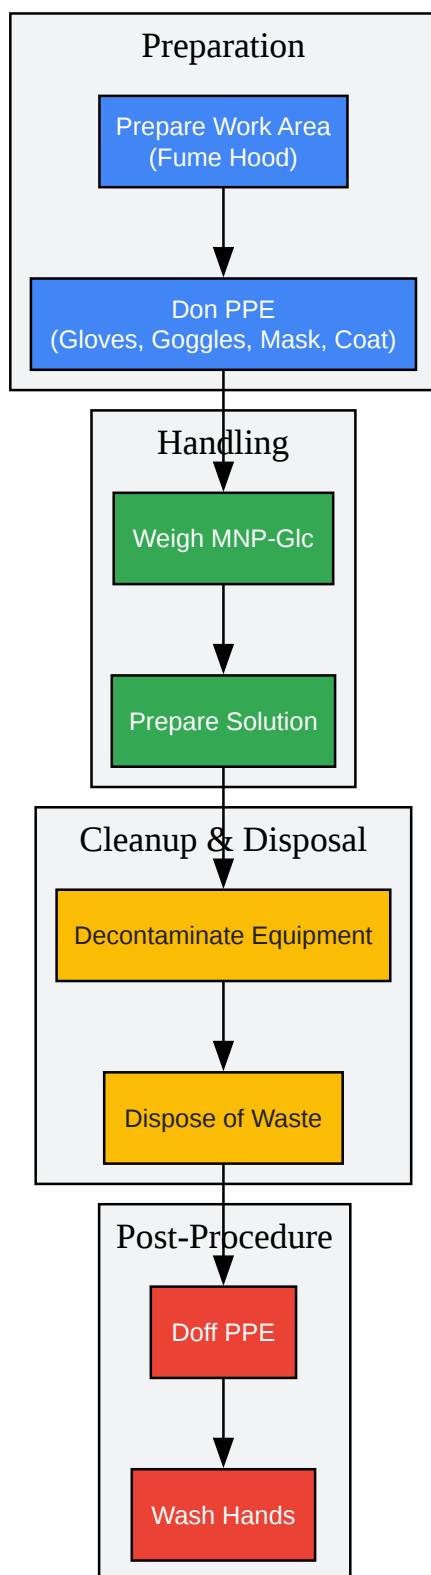 Preparation
Prepare Work Area
(Fume Hood)
Don PPE
(Gloves, Goggles, Mask, Coat)
Handling
Weigh MNP-Glc
Prepare Solution
Cleanup & Disposal
Decontaminate Equipment
Dispose of Waste
Post-Procedure
Doff PPE
Wash Hands